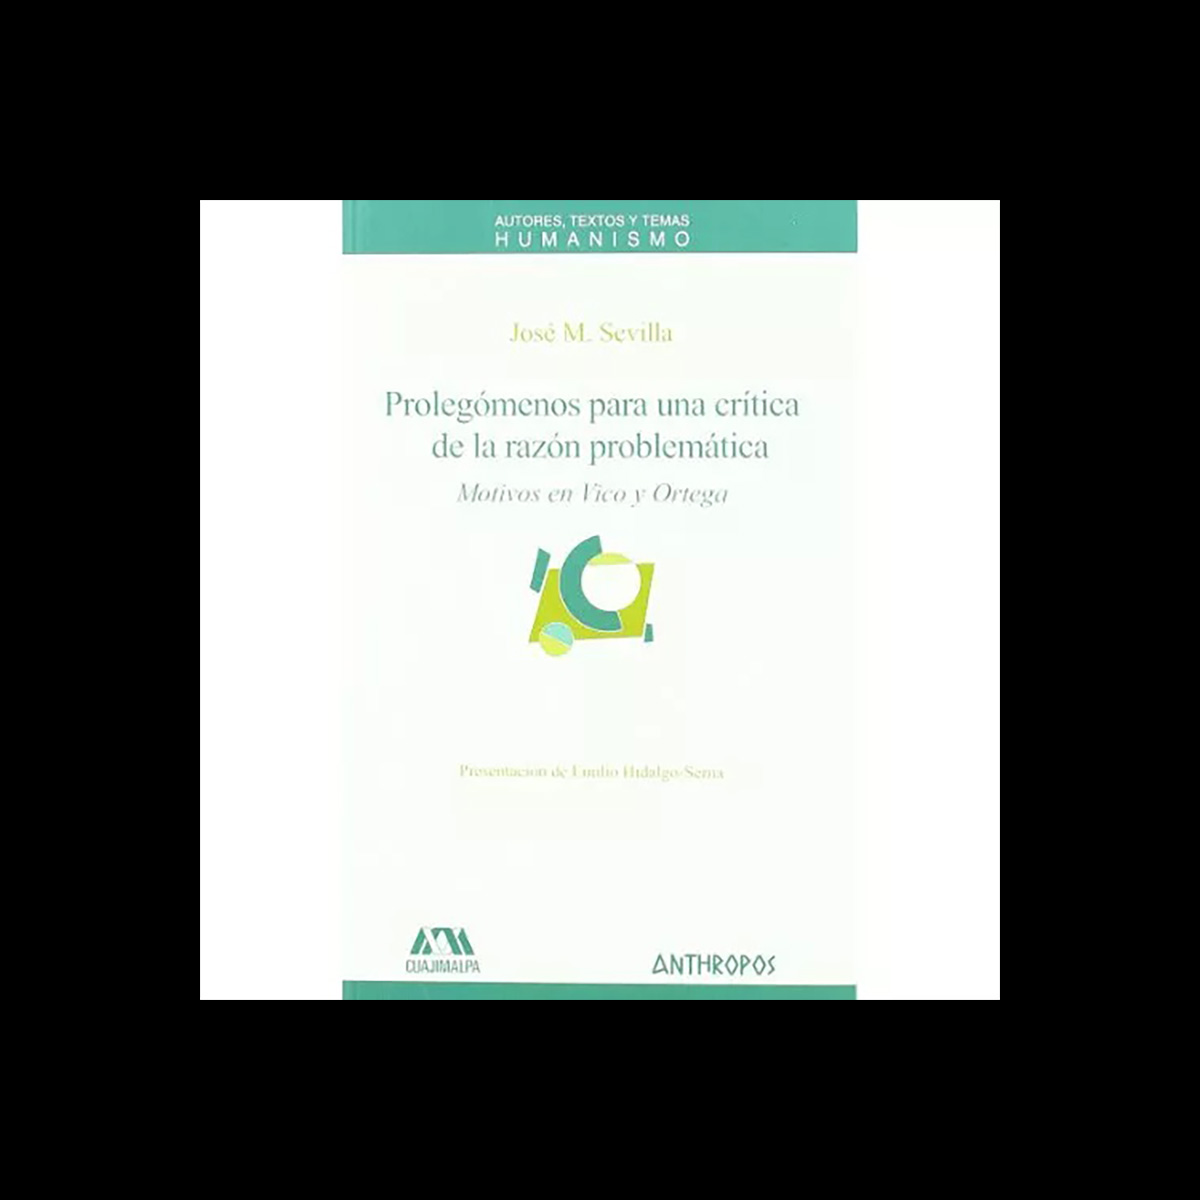 AUTORES, TEXTOS Y TEMAS
HUMANISMO
José M. Sevilla
Prolegómenos para una crítica
de la razón problemática
Motivos en Vico y Ortega
Presentación de Emilio Hidalgo-Serna
CUAJIMALPA
ANTHROPOS